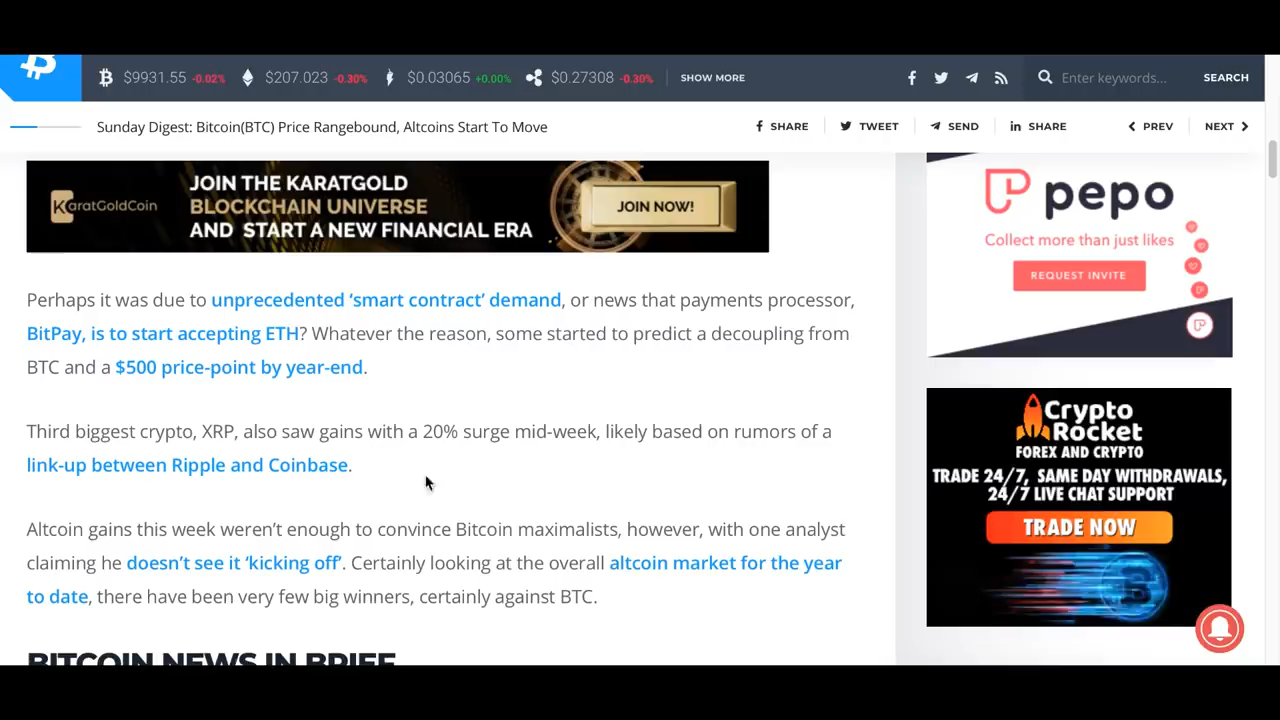 $9931.55 -0.02% $207.023 -0.30% $0.03065 +0.00% $0.27308 -0.30% SHOW MORE Enter keywords... SEARCH
Sunday Digest: Bitcoin(BTC) Price Rangebound, Altcoins Start To Move SHARE TWEET SEND SHARE PREV NEXT
KaratGoldCoin
JOIN THE KARATGOLD
BLOCKCHAIN UNIVERSE
AND START A NEW FINANCIAL ERA
JOIN NOW!
Perhaps it was due to unprecedented ‘smart contract’ demand, or news that payments processor,
BitPay, is to start accepting ETH? Whatever the reason, some started to predict a decoupling from
BTC and a $500 price-point by year-end.
Third biggest crypto, XRP, also saw gains with a 20% surge mid-week, likely based on rumors of a
link-up between Ripple and Coinbase.
Altcoin gains this week weren’t enough to convince Bitcoin maximalists, however, with one analyst
claiming he doesn’t see it ‘kicking off’. Certainly looking at the overall altcoin market for the year
to date, there have been very few big winners, certainly against BTC.
BITCOIN NEWS IN BRIEF
pepo
Collect more than just likes
REQUEST INVITE
Crypto
Rocket
FOREX AND CRYPTO
TRADE 24/7, SAME DAY WITHDRAWALS,
24/7 LIVE CHAT SUPPORT
TRADE NOW